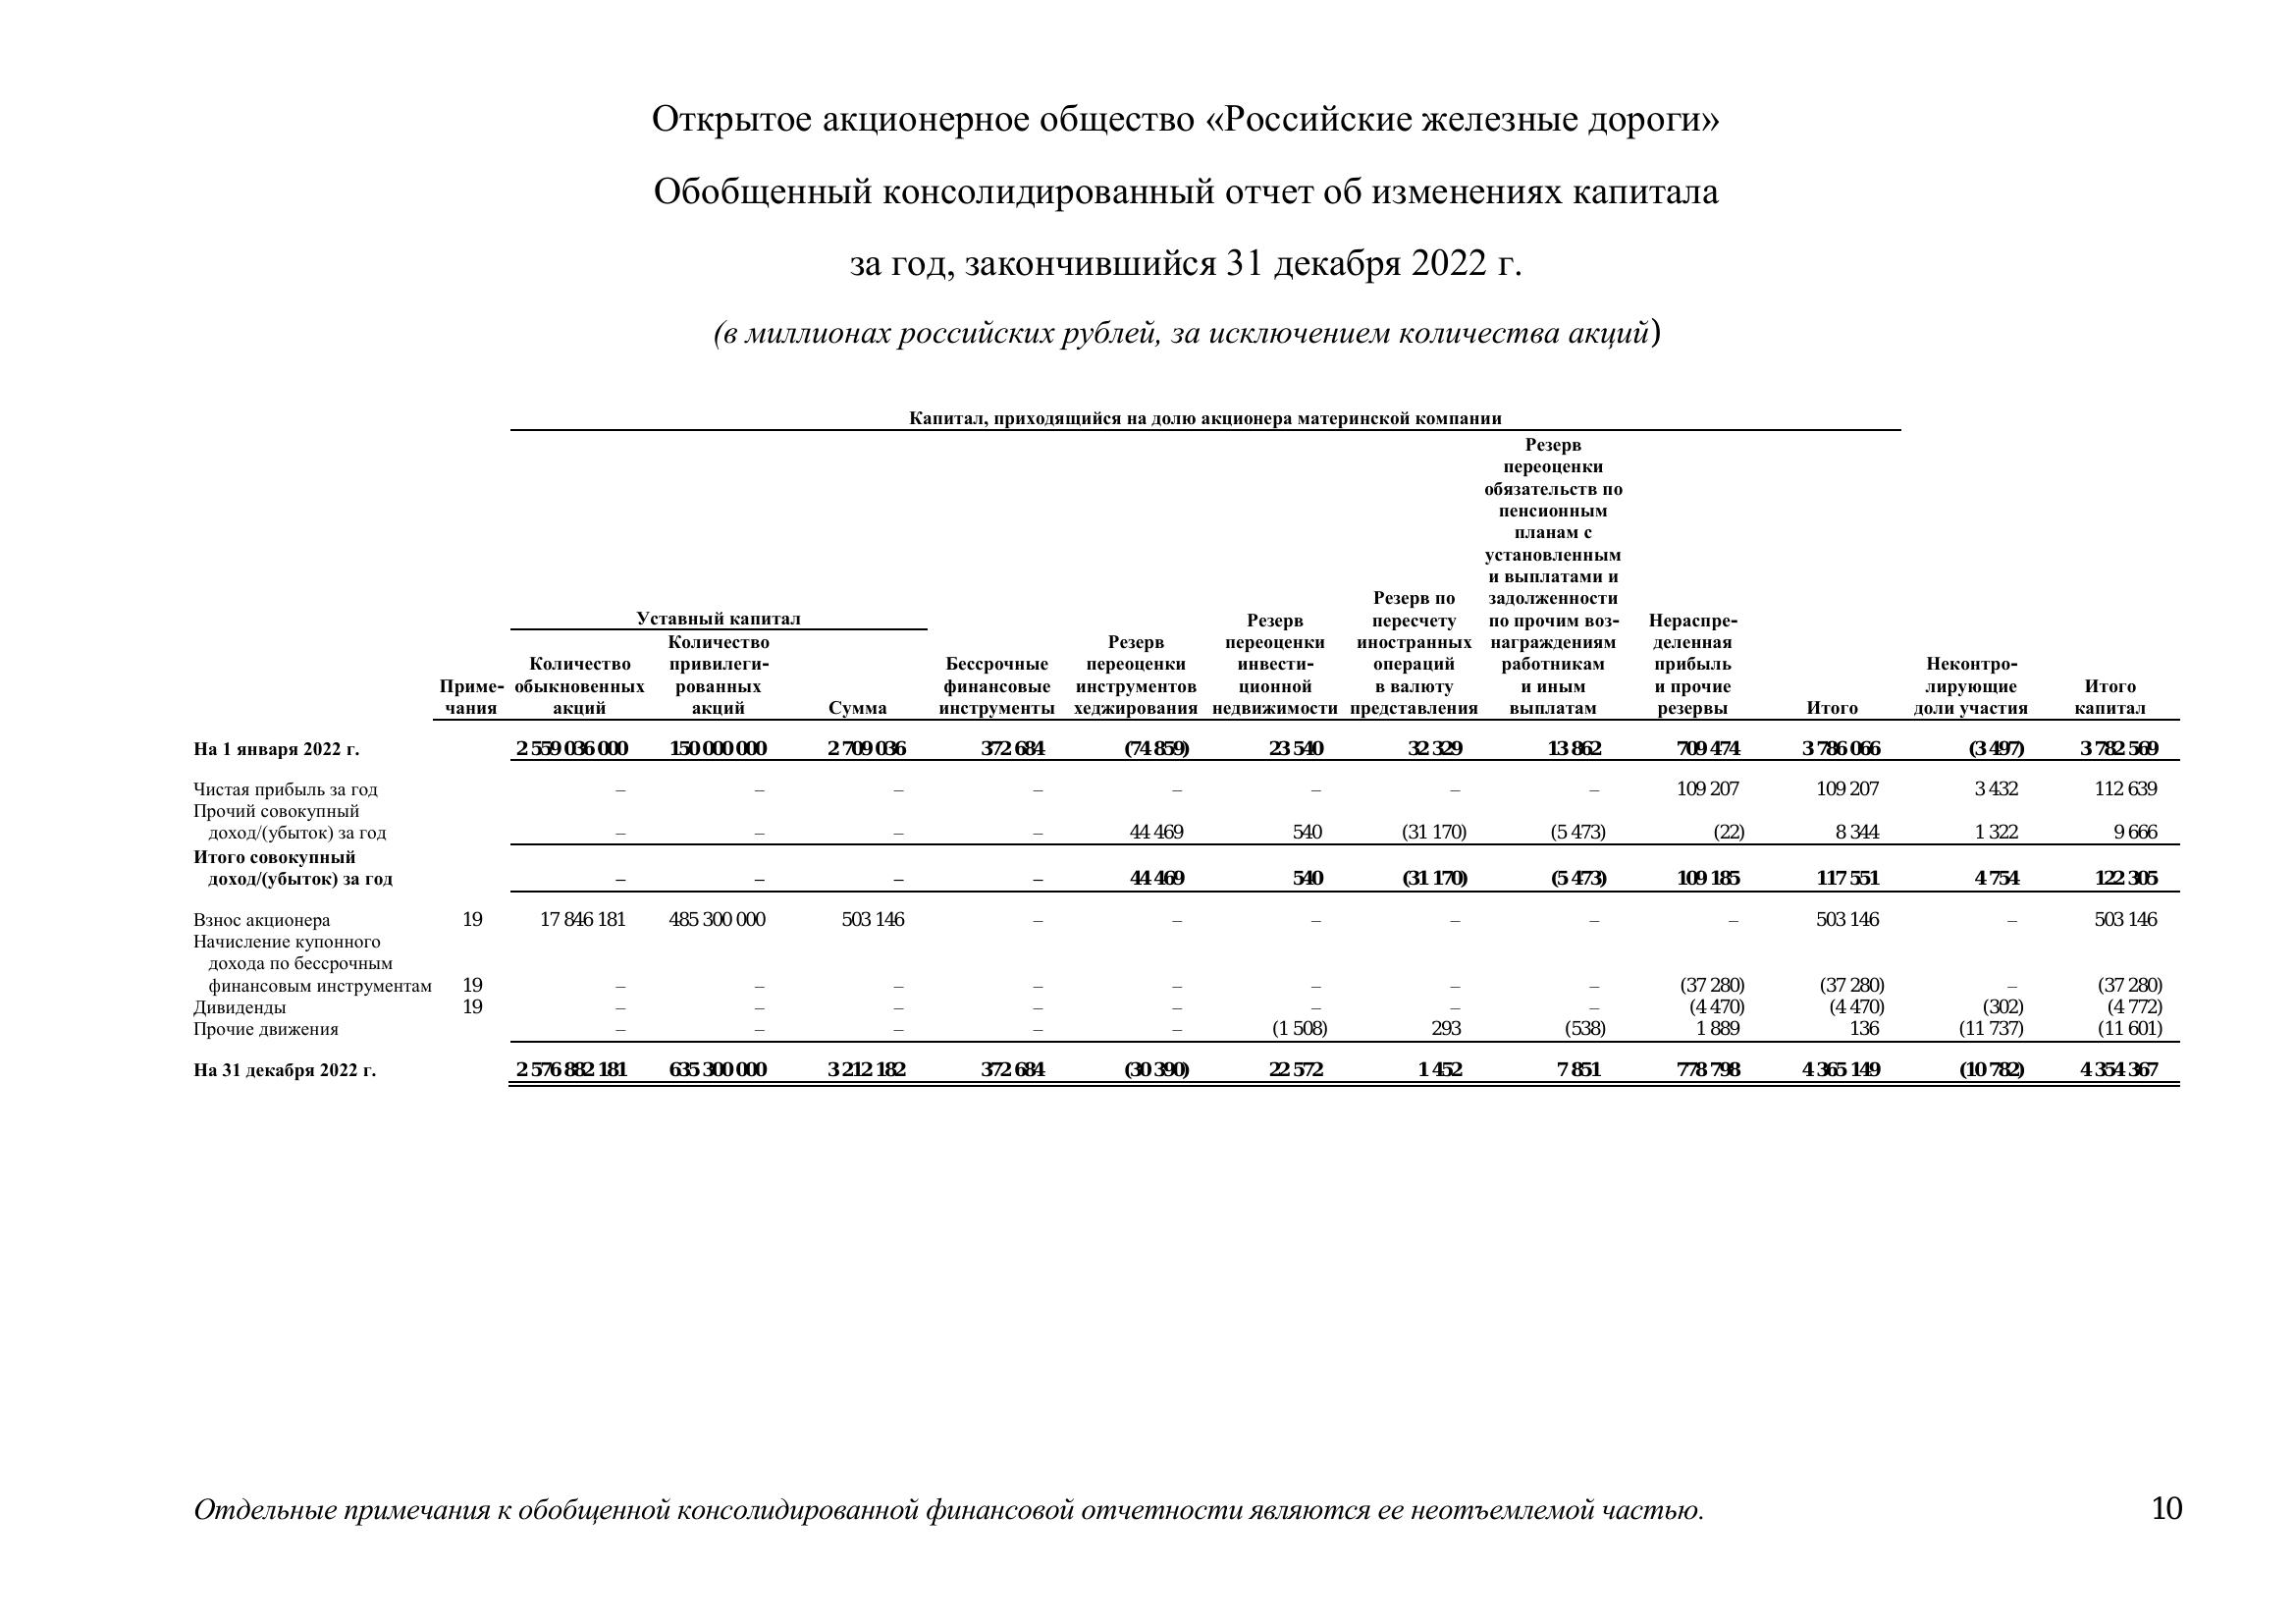 Открытое акционерное общество «Российские железные дороги»
Обобщенный консолидированный отчет об изменениях капитала
за год, закончившийся 31 декабря 2022 г.
(в миллионах российских рублей, за исключением количества акций)
Капитал, приходящийся на долю акционера материнской компании
Уставный капитал
Приме-
чания
Количество
обыкновенных
акций
Количество
привилеги-
рованных
акций
Сумма
Бессрочные
финансовые
инструменты
Резерв
переоценки
инструментов
хеджирования
Резерв
переоценки
инвести-
ционной
недвижимости
Резерв по
пересчету
иностранных
операций
в валюту
представления
Резерв
переоценки
обязательств по
пенсионным
планам с
установленным
и выплатами и
задолженности
по прочим воз-
награждениям
работникам
и иным
выплатам
Нераспре-
деленная
прибыль
и прочие
резервы
Итого
Неконтро-
лирующие
доли участия
Итого
капитал
На 1 января 2022 г. 2 559 036 000 150 000 000 2 709 036 372 684 (74 859) 23 540 32 329 13 862 709 474 3 786 066 (3 497) 3 782 569
Чистая прибыль за год – – – – – – – – 109 207 109 207 3 432 112 639
Прочий совокупный
доход/(убыток) за год – – – – 44 469 540 (31 170) (5 473) (22) 8 344 1 322 9 666
Итого совокупный
доход/(убыток) за год – – – – 44 469 540 (31 170) (5 473) 109 185 117 551 4 754 122 305
Взнос акционера 19 17 846 181 485 300 000 503 146 – – – – – – 503 146 – 503 146
Начисление купонного
дохода по бессрочным
финансовым инструментам 19 – – – – – – – – (37 280) (37 280) – (37 280)
Дивиденды 19 – – – – – – – – (4 470) (4 470) (302) (4 772)
Прочие движения – – – – – (1 508) 293 (538) 1 889 136 (11 737) (11 601)
На 31 декабря 2022 г. 2 576 882 181 635 300 000 3 212 182 372 684 (30 390) 22 572 1 452 7 851 778 798 4 365 149 (10 782) 4 354 367
Отдельные примечания к обобщенной консолидированной финансовой отчетности являются ее неотъемлемой частью. 10